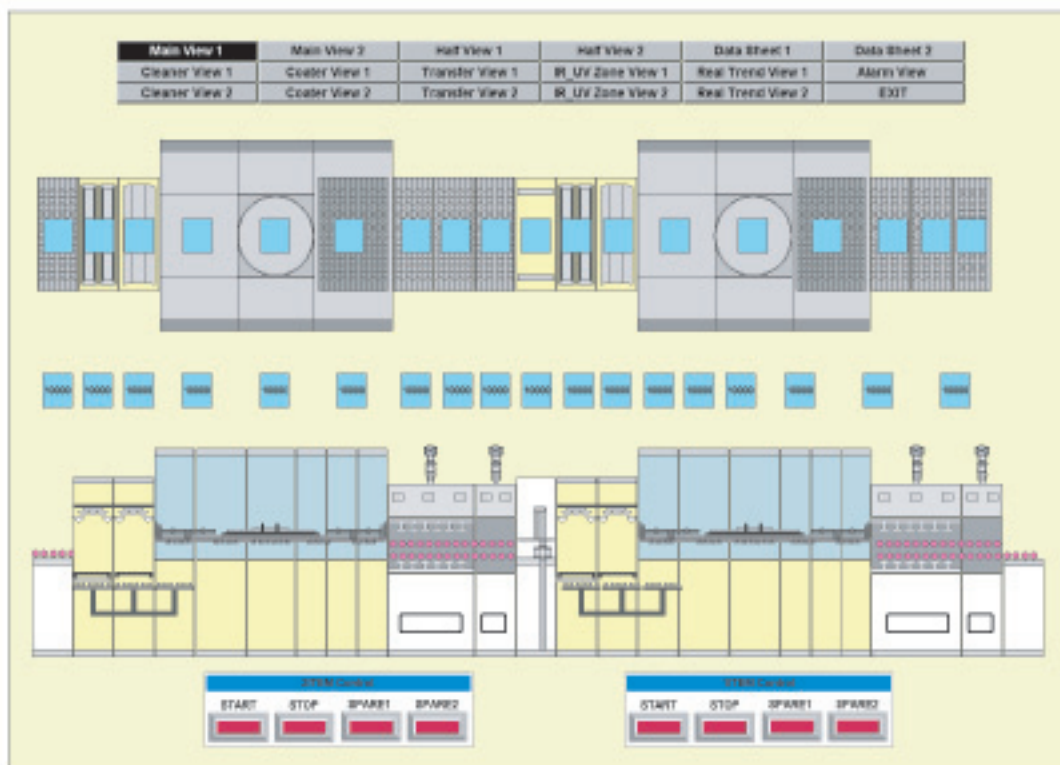 Main View 1 Main View 2 Half View 1 Half View 2 Data Sheet 1 Data Sheet 2
Cleaner View 1 Coater View 1 Transfer View 1 IR_UV Zone View 1 Real Trend View 1 Alarm View
Cleaner View 2 Coater View 2 Transfer View 2 IR_UV Zone View 2 Real Trend View 2 EXIT
Control Control
START STOP SPARE1 SPARE2 START STOP SPARE1 SPARE2